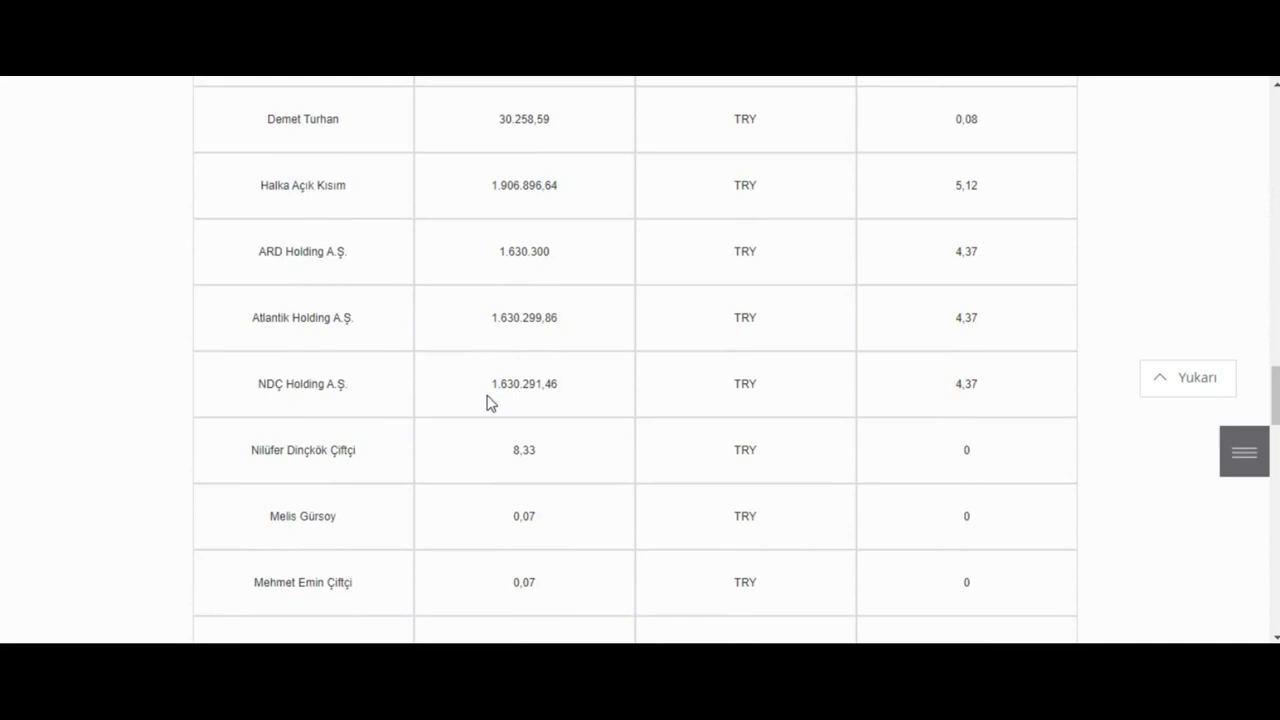 Demet Turhan 30.258,59 TRY 0,08
Halka Açık Kısım 1.906.896,64 TRY 5,12
ARD Holding A.Ş. 1.630.300 TRY 4,37
Atlantik Holding A.Ş. 1.630.299,86 TRY 4,37
NDÇ Holding A.Ş. 1.630.291,46 TRY 4,37
Yukarı
Nilüfer Dinçkök Çiftçi 8,33 TRY 0
Melis Gürsoy 0,07 TRY 0
Mehmet Emin Çiftçi 0,07 TRY 0